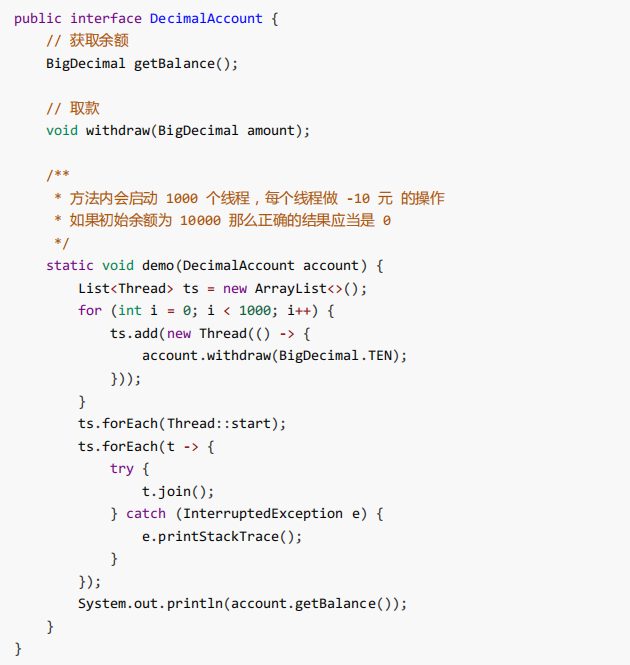 public interface DecimalAccount {
    // 获取余额
    BigDecimal getBalance();

    // 取款
    void withdraw(BigDecimal amount);

    /**
     * 方法内会启动 1000 个线程，每个线程做 -10 元 的操作
     * 如果初始余额为 10000 那么正确的结果应当是 0
     */
    static void demo(DecimalAccount account) {
        List<Thread> ts = new ArrayList<>();
        for (int i = 0; i < 1000; i++) {
            ts.add(new Thread(() -> {
                account.withdraw(BigDecimal.TEN);
            }));
        }
        ts.forEach(Thread::start);
        ts.forEach(t -> {
            try {
                t.join();
            } catch (InterruptedException e) {
                e.printStackTrace();
            }
        });
        System.out.println(account.getBalance());
    }
}